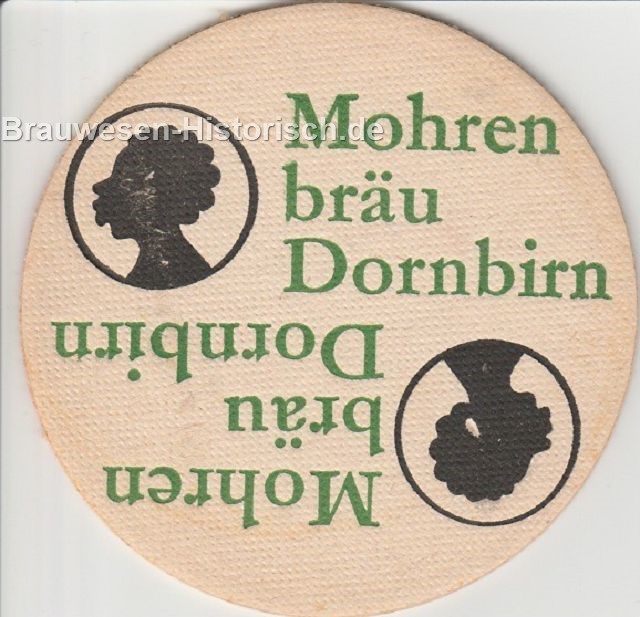 Brauwesen-Historisch.de
Mohren
bräu
Dornbirn
Mohren
bräu
Dornbirn